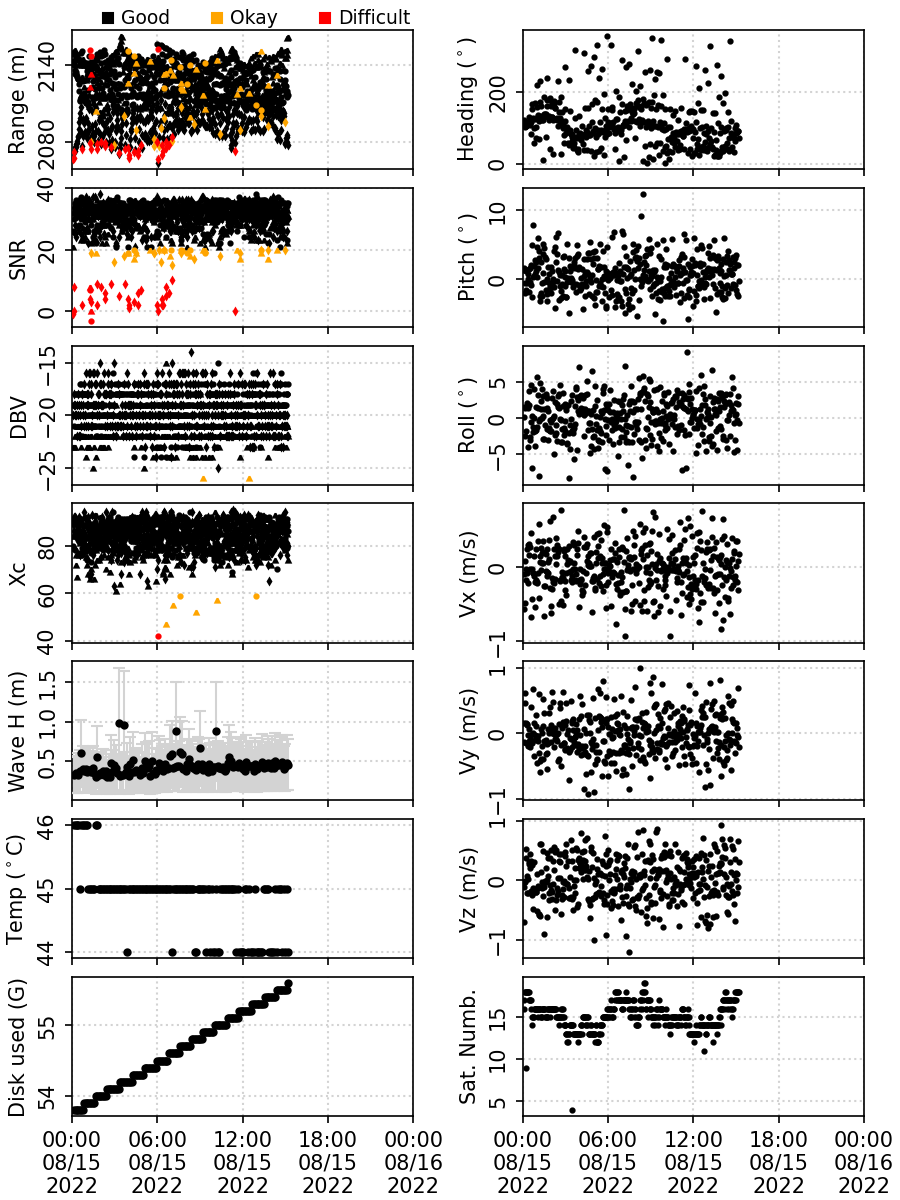 Good Okay Difficult
Range (m)
2140
2080
Heading (°)
200
0
SNR
40
20
0
Pitch (°)
10
0
DBV
−15
−20
−25
Roll (°)
5
0
−5
Xc
80
60
40
Vx (m/s)
0
−1
Wave H (m)
1.5
1.0
0.5
Vy (m/s)
1
0
−1
Temp (°C)
46
45
44
Vz (m/s)
1
0
−1
Disk used (G)
55
54
Sat. Numb.
15
10
5
00:00 06:00 12:00 18:00 00:00
08/15 08/15 08/15 08/15 08/16
2022 2022 2022 2022 2022
00:00 06:00 12:00 18:00 00:00
08/15 08/15 08/15 08/15 08/16
2022 2022 2022 2022 2022